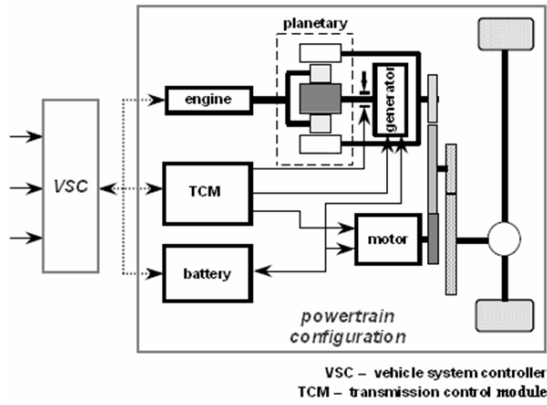 planetary
engine
generator
VSC
TCM
motor
battery
powertrain
configuration
VSC – vehicle system controller
TCM – transmission control module